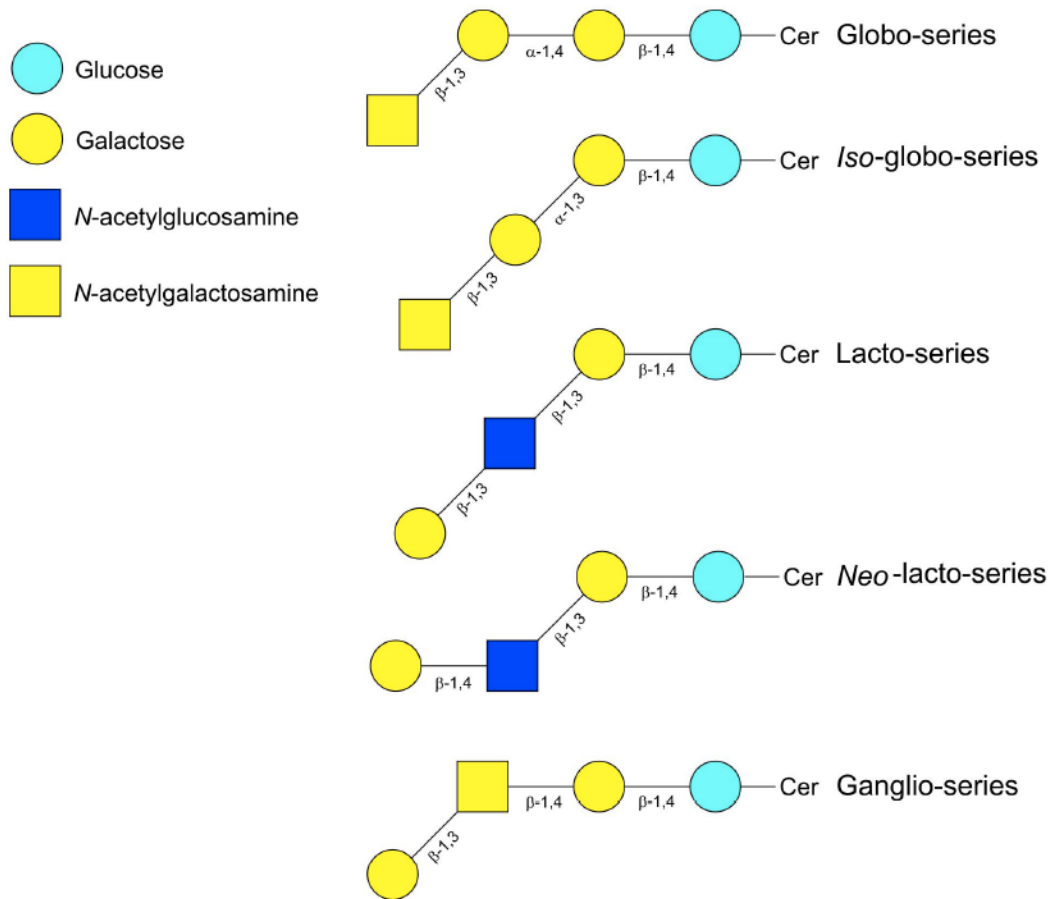 Glucose
Galactose
N-acetylglucosamine
N-acetylgalactosamine
β-1,3
α-1,4
β-1,4
Cer Globo-series
β-1,3
α-1,3
β-1,4
Cer Iso-globo-series
β-1,3
β-1,3
β-1,4
Cer Lacto-series
β-1,4
β-1,3
β-1,4
Cer Neo-lacto-series
β-1,3
β-1,4
β-1,4
Cer Ganglio-series